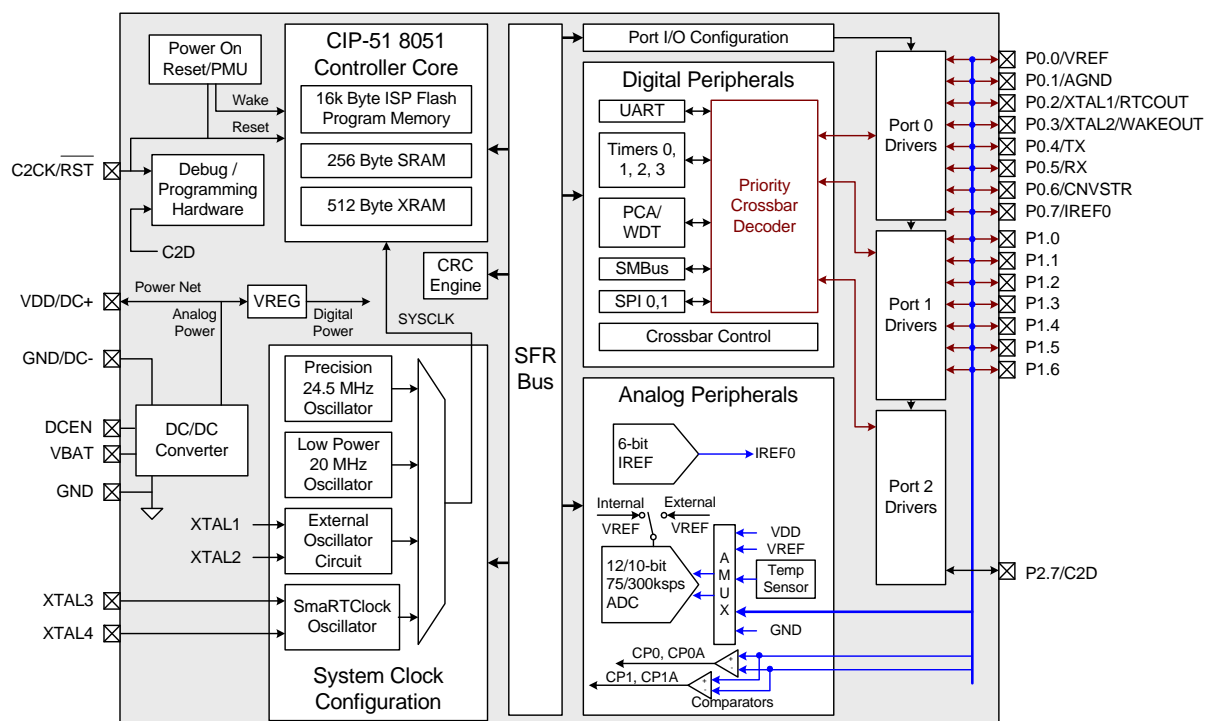 Power On
Reset/PMU
Wake
Reset
C2CK/RST
Debug /
Programming
Hardware
C2D
CIP-51 8051
Controller Core
16k Byte ISP Flash
Program Memory
256 Byte SRAM
512 Byte XRAM
CRC
Engine
VDD/DC+
Power Net
Analog
Power
VREG
Digital
Power
SYSCLK
GND/DC-
DCEN
VBAT
GND
DC/DC
Converter
XTAL1
XTAL2
XTAL3
XTAL4
Precision
24.5 MHz
Oscillator
Low Power
20 MHz
Oscillator
External
Oscillator
Circuit
SmaRTClock
Oscillator
System Clock
Configuration
SFR
Bus
Port I/O Configuration
Digital Peripherals
UART
Timers 0,
1, 2, 3
PCA/
WDT
SMBus
SPI 0,1
Priority
Crossbar
Decoder
Crossbar Control
Analog Peripherals
6-bit
IREF
IREF0
Internal
VREF
External
VREF
12/10-bit
75/300ksps
ADC
A
M
U
X
VDD
VREF
Temp
Sensor
GND
CP0, CP0A
+
-
CP1, CP1A
+
-
Comparators
Port 0
Drivers
Port 1
Drivers
Port 2
Drivers
P0.0/VREF
P0.1/AGND
P0.2/XTAL1/RTCOUT
P0.3/XTAL2/WAKEOUT
P0.4/TX
P0.5/RX
P0.6/CNVSTR
P0.7/IREF0
P1.0
P1.1
P1.2
P1.3
P1.4
P1.5
P1.6
P2.7/C2D